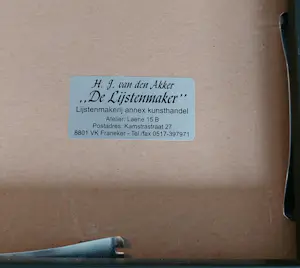 H. J. van den Akker
,,De Lijstenmaker''
Lijstenmakerij annex kunsthandel
Atelier: Laene 15 B
Postadres: Kamstrastraat 27
8801 VK Franeker - Tel./fax 0517-397971